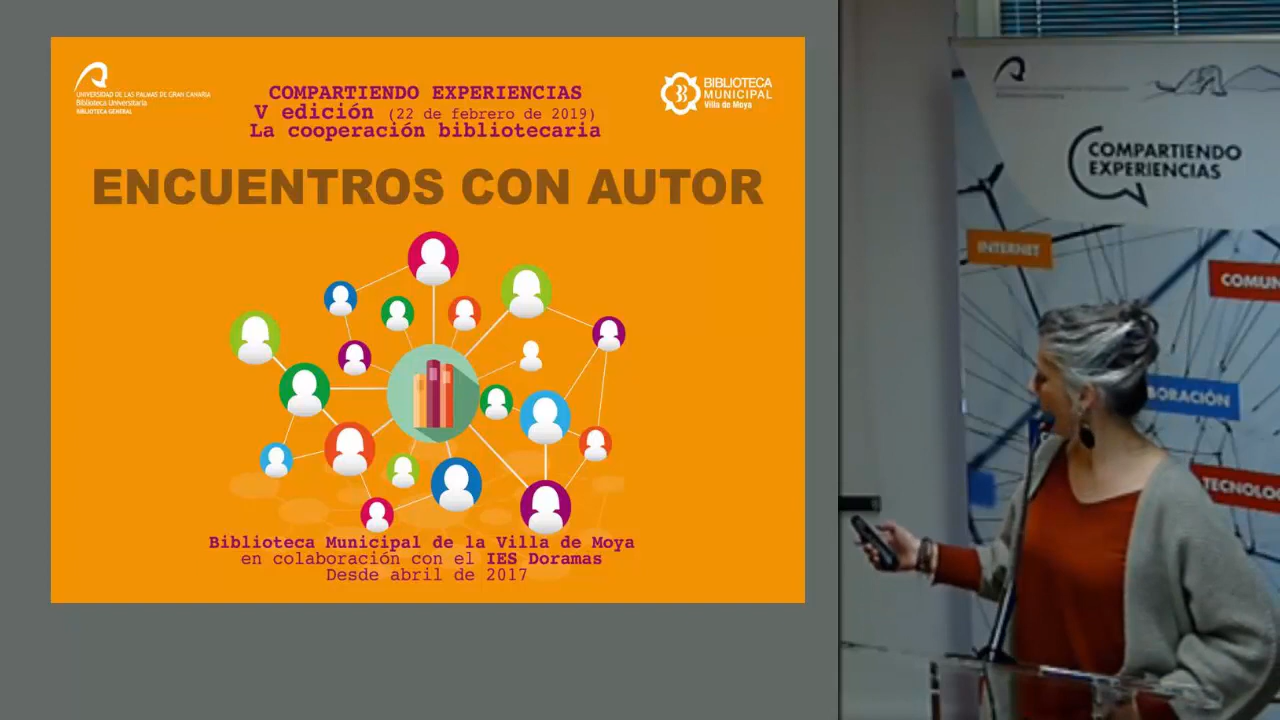 UNIVERSIDAD DE LAS PALMAS DE GRAN CANARIA
Biblioteca Universitaria
BIBLIOTECA GENERAL
COMPARTIENDO EXPERIENCIAS
V edición (22 de febrero de 2019)
La cooperación bibliotecaria
BIBLIOTECA
MUNICIPAL
Villa de Moya
ENCUENTROS CON AUTOR
Biblioteca Municipal de la Villa de Moya
en colaboración con el IES Doramas
Desde abril de 2017
COMPARTIENDO
EXPERIENCIAS
INTERNET
COMUN
BORACIÓN
TECNOLO